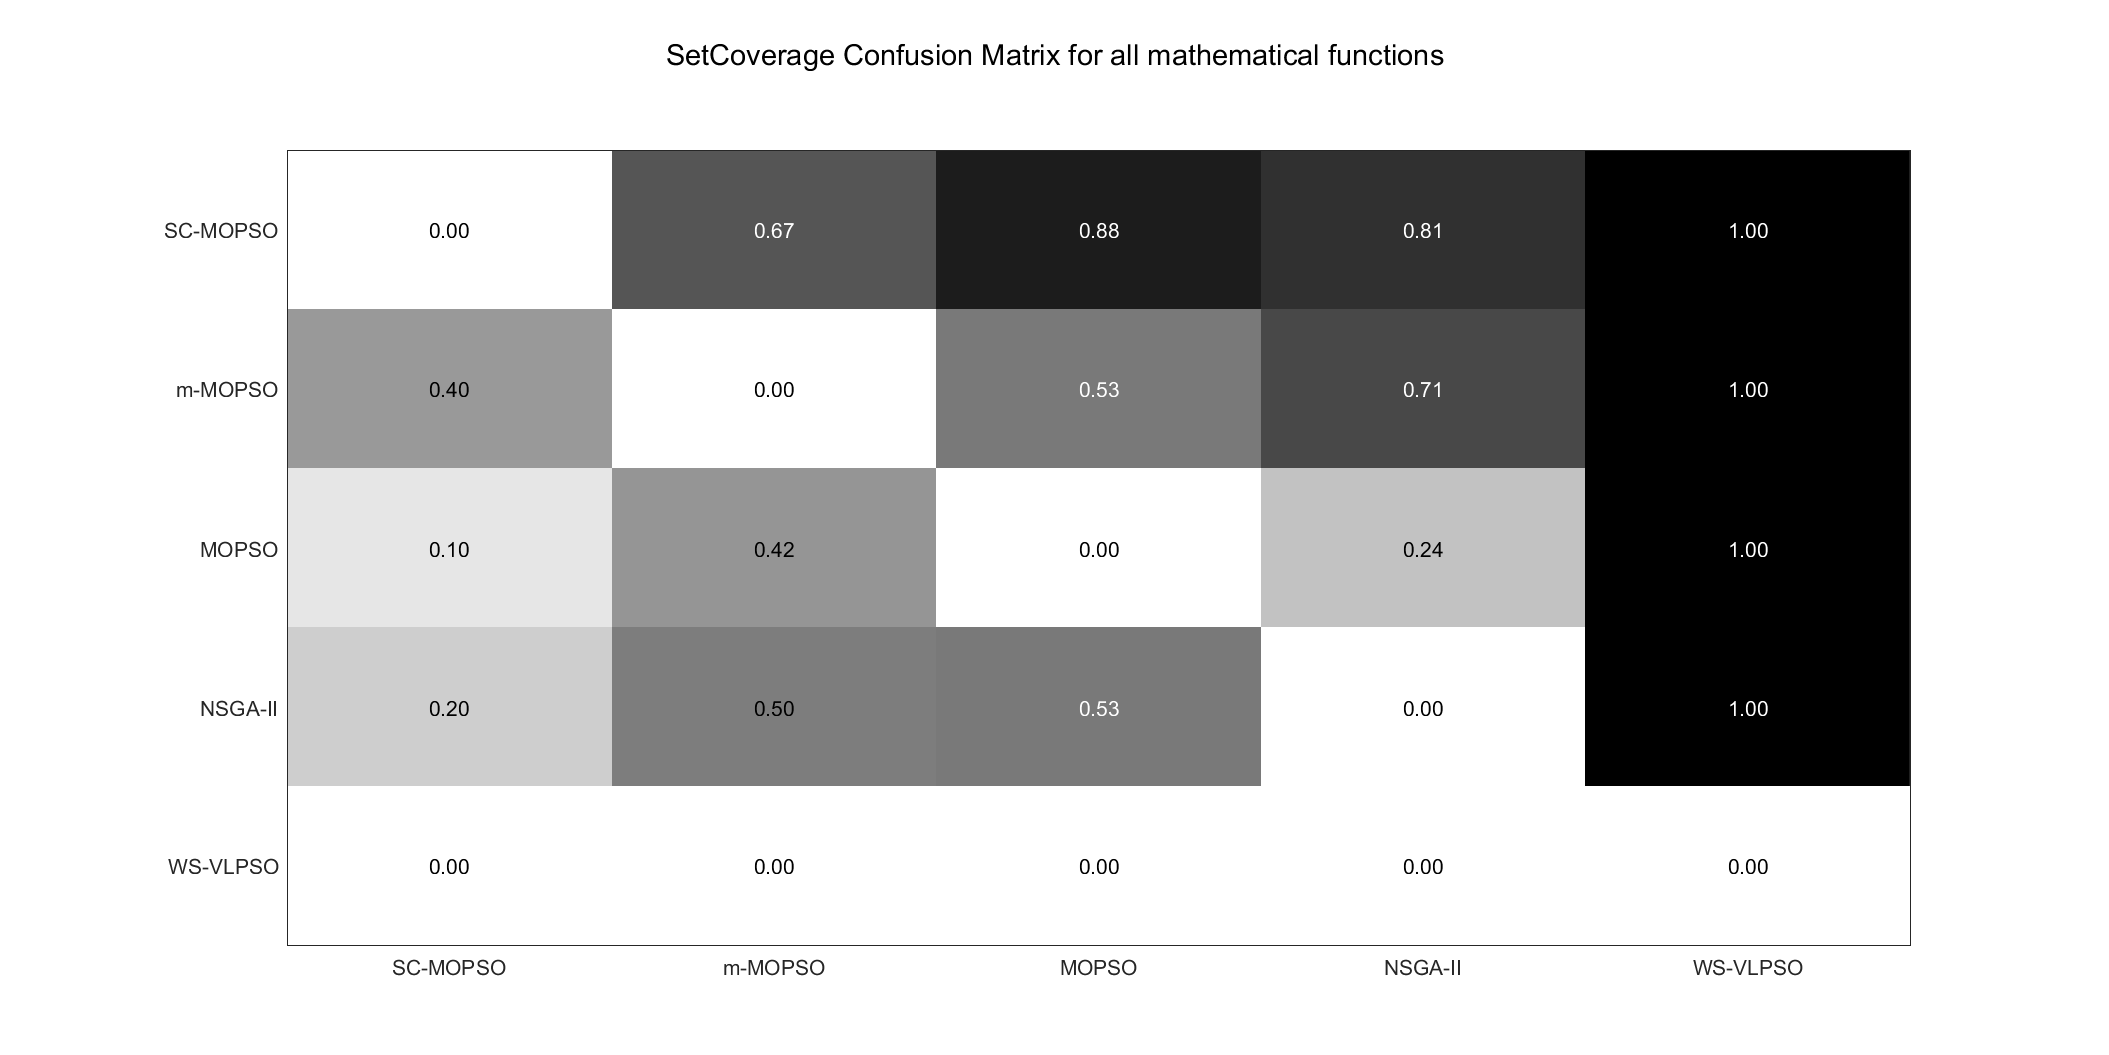 SetCoverage Confusion Matrix for all mathematical functions
SC-MOPSO 0.00 0.67 0.88 0.81 1.00
m-MOPSO 0.40 0.00 0.53 0.71 1.00
MOPSO 0.10 0.42 0.00 0.24 1.00
NSGA-II 0.20 0.50 0.53 0.00 1.00
WS-VLPSO 0.00 0.00 0.00 0.00 0.00
SC-MOPSO m-MOPSO MOPSO NSGA-II WS-VLPSO